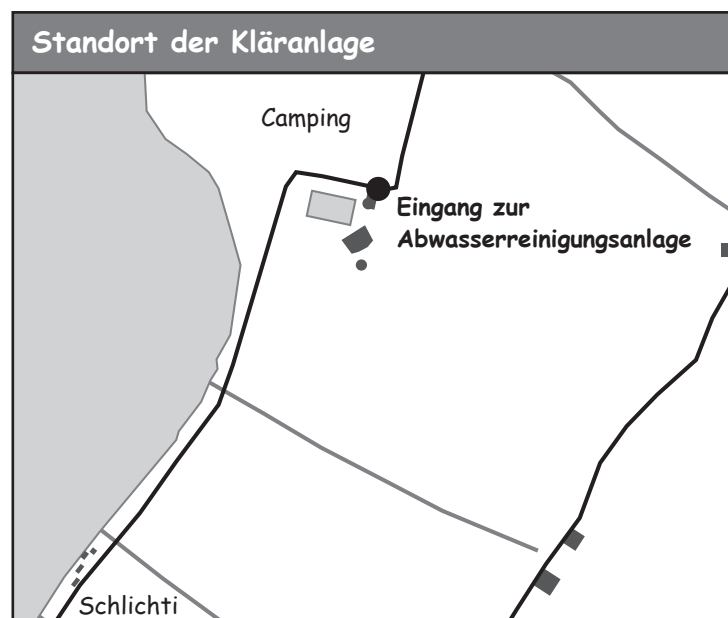 Standort der Kläranlage
Camping
Eingang zur
Abwasserreinigungsanlage
Schlichti